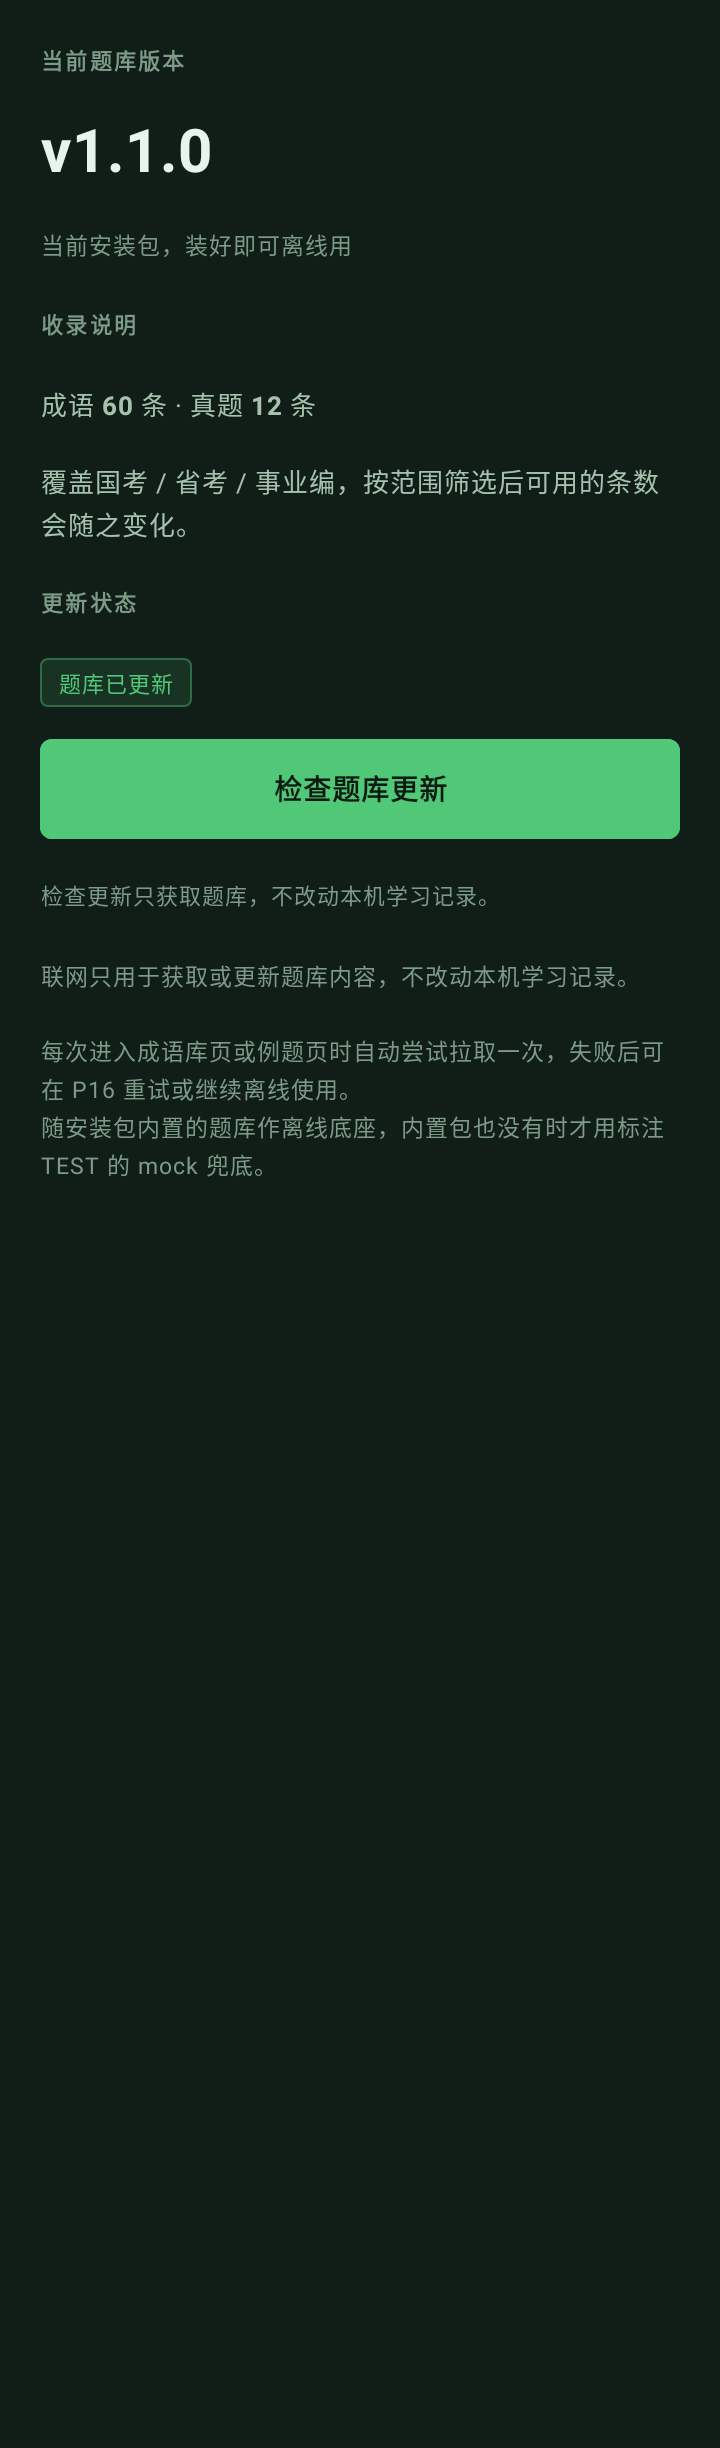 当前题库版本
v1.1.0
当前安装包，装好即可离线用
收录说明
成语 60 条 · 真题 12 条
覆盖国考 / 省考 / 事业编，按范围筛选后可用的条数
会随之变化。
更新状态
题库已更新
检查题库更新
检查更新只获取题库，不改动本机学习记录。
联网只用于获取或更新题库内容，不改动本机学习记录。
每次进入成语库页或例题页时自动尝试拉取一次，失败后可
在 P16 重试或继续离线使用。
随安装包内置的题库作离线底座，内置包也没有时才用标注
TEST 的 mock 兜底。